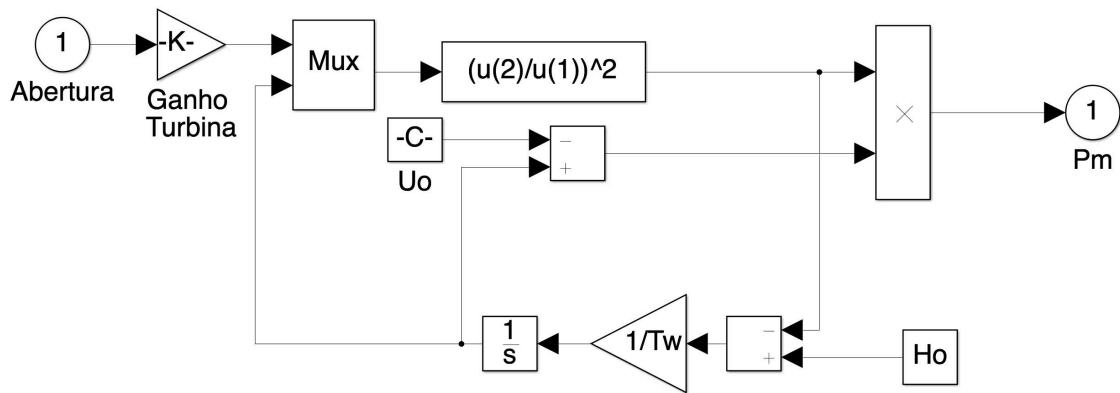 1
Abertura
-K-
Ganho
Turbina
Mux
(u(2)/u(1))^2
-C-
Uo
−
+
×
1
Pm
1
s
1/Tw
−
+
Ho